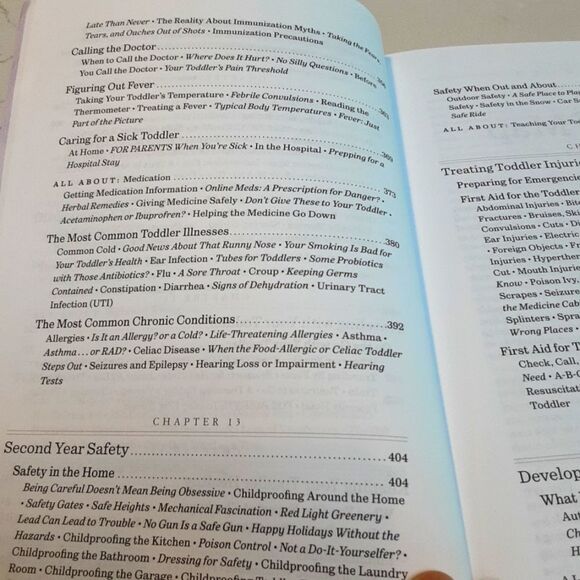 Late Than Never • The Reality About Immunization Myths • Taking the Fears,
Tears, and Ouches Out of Shots • Immunization Precautions
Calling the Doctor
When to Call the Doctor • Where Does It Hurt? • No Silly Questions • Before
You Call the Doctor • Your Toddler's Pain Threshold
Figuring Out Fever
Taking Your Toddler's Temperature • Febrile Convulsions • Reading the
Thermometer • Treating a Fever • Typical Body Temperatures • Fever: Just
Part of the Picture
Caring for a Sick Toddler 369
At Home • FOR PARENTS When You're Sick • In the Hospital • Prepping for a
Hospital Stay
ALL ABOUT: Medication 373
Getting Medication Information • Online Meds: A Prescription for Danger? •
Herbal Remedies • Giving Medicine Safely • Don't Give These to Your Toddler •
Acetaminophen or Ibuprofen? • Helping the Medicine Go Down
The Most Common Toddler Illnesses 380
Common Cold • Good News About That Runny Nose • Your Smoking Is Bad for
Your Toddler's Health • Ear Infection • Tubes for Toddlers • Some Probiotics
with Those Antibiotics? • Flu • A Sore Throat • Croup • Keeping Germs
Contained • Constipation • Diarrhea • Signs of Dehydration • Urinary Tract
Infection (UTI)
The Most Common Chronic Conditions 392
Allergies • Is It an Allergy? or a Cold? • Life-Threatening Allergies • Asthma •
Asthma . . . or RAD? • Celiac Disease • When the Food-Allergic or Celiac Toddler
Steps Out • Seizures and Epilepsy • Hearing Loss or Impairment • Hearing
Tests
CHAPTER 13
Second Year Safety 404
Safety in the Home 404
Being Careful Doesn't Mean Being Obsessive • Childproofing Around the Home
• Safety Gates • Safe Heights • Mechanical Fascination • Red Light Greenery •
Lead Can Lead to Trouble • No Gun Is a Safe Gun • Happy Holidays Without the
Hazards • Childproofing the Kitchen • Poison Control • Not a Do-It-Yourselfer? •
Childproofing the Bathroom • Dressing for Safety • Childproofing the Laundry
Room • Childproofing the Garage • Childproofing
Safety When Out and About
Outdoor Safety • A Safe Place to Play
Safety • Safety in the Snow • Car S
Safe Ride
ALL ABOUT: Teaching Your Tod
CH
Treating Toddler Injuri
Preparing for Emergencie
First Aid for the Toddler
Abdominal Injuries • Bite
Fractures • Bruises, Sk
Convulsions • Cuts • Di
Ear Injuries • Electric
• Foreign Objects • Fr
Injuries • Hyperther
Cut • Mouth Injuri
Know • Poison Ivy,
Scrapes • Seizure
the Medicine Cab
Splinters • Spra
Wrong Places
First Aid for T
Check, Call,
Need • A-B-C
Resuscitat
Toddler
Develop
What
Aut
Ch
H